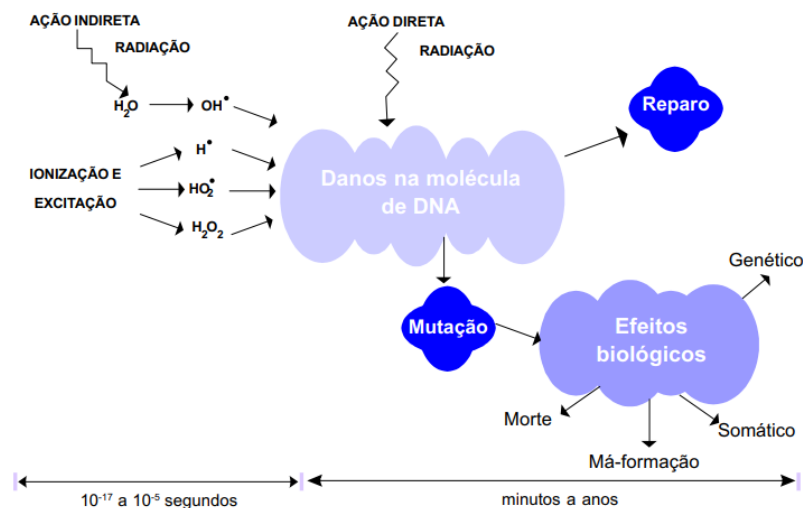 AÇÃO INDIRETA
RADIAÇÃO
AÇÃO DIRETA
RADIAÇÃO
H₂O
OH•
H•
IONIZAÇÃO E
EXCITAÇÃO
HO₂•
H₂O₂
Danos na molécula
de DNA
Reparo
Mutação
Efeitos
biológicos
Genético
Morte
Somático
Má-formação
10⁻¹⁷ a 10⁻⁵ segundos
minutos a anos